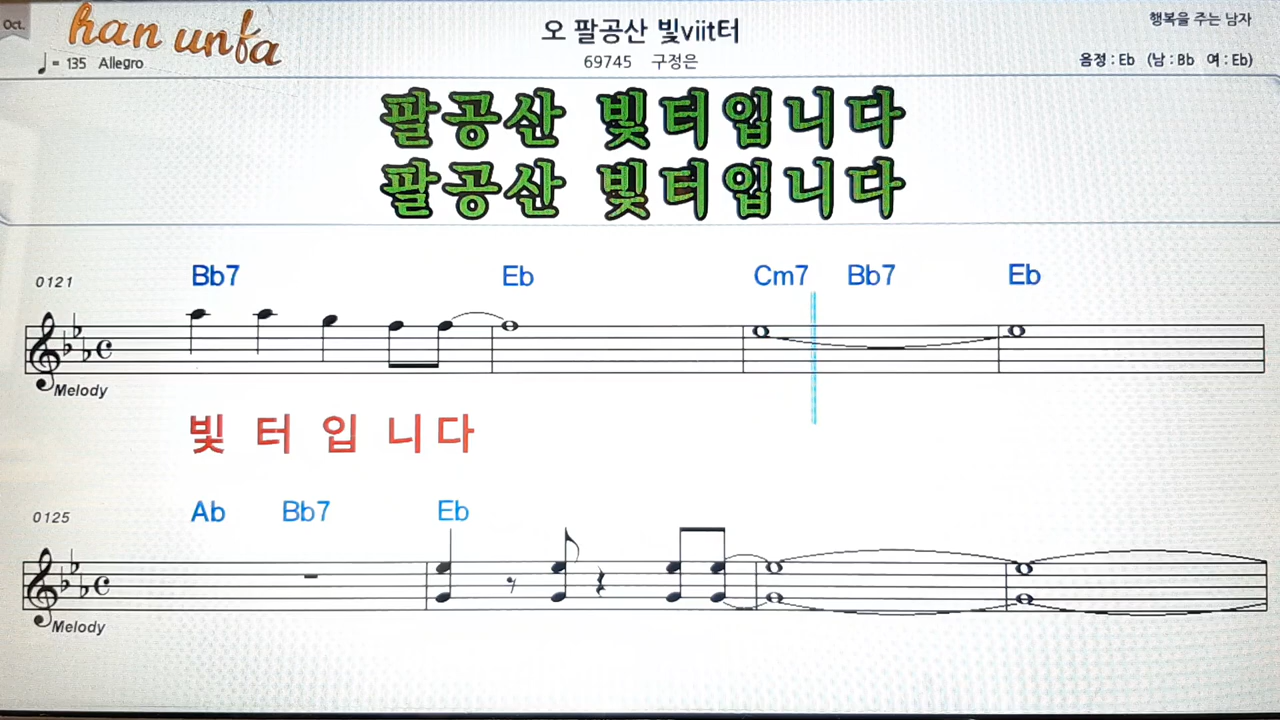 Oct.
han unfa
오 팔공산 빛viit터
행복을 주는 남자
♩ = 135 Allegro
69745 구정은
음정 : Eb (남 : Bb 여 : Eb)
팔공산 빛터입니다
팔공산 빛터입니다
0121 Bb7 Eb Cm7 Bb7 Eb
Melody
빛 터 입 니 다
0125 Ab Bb7 Eb
Melody